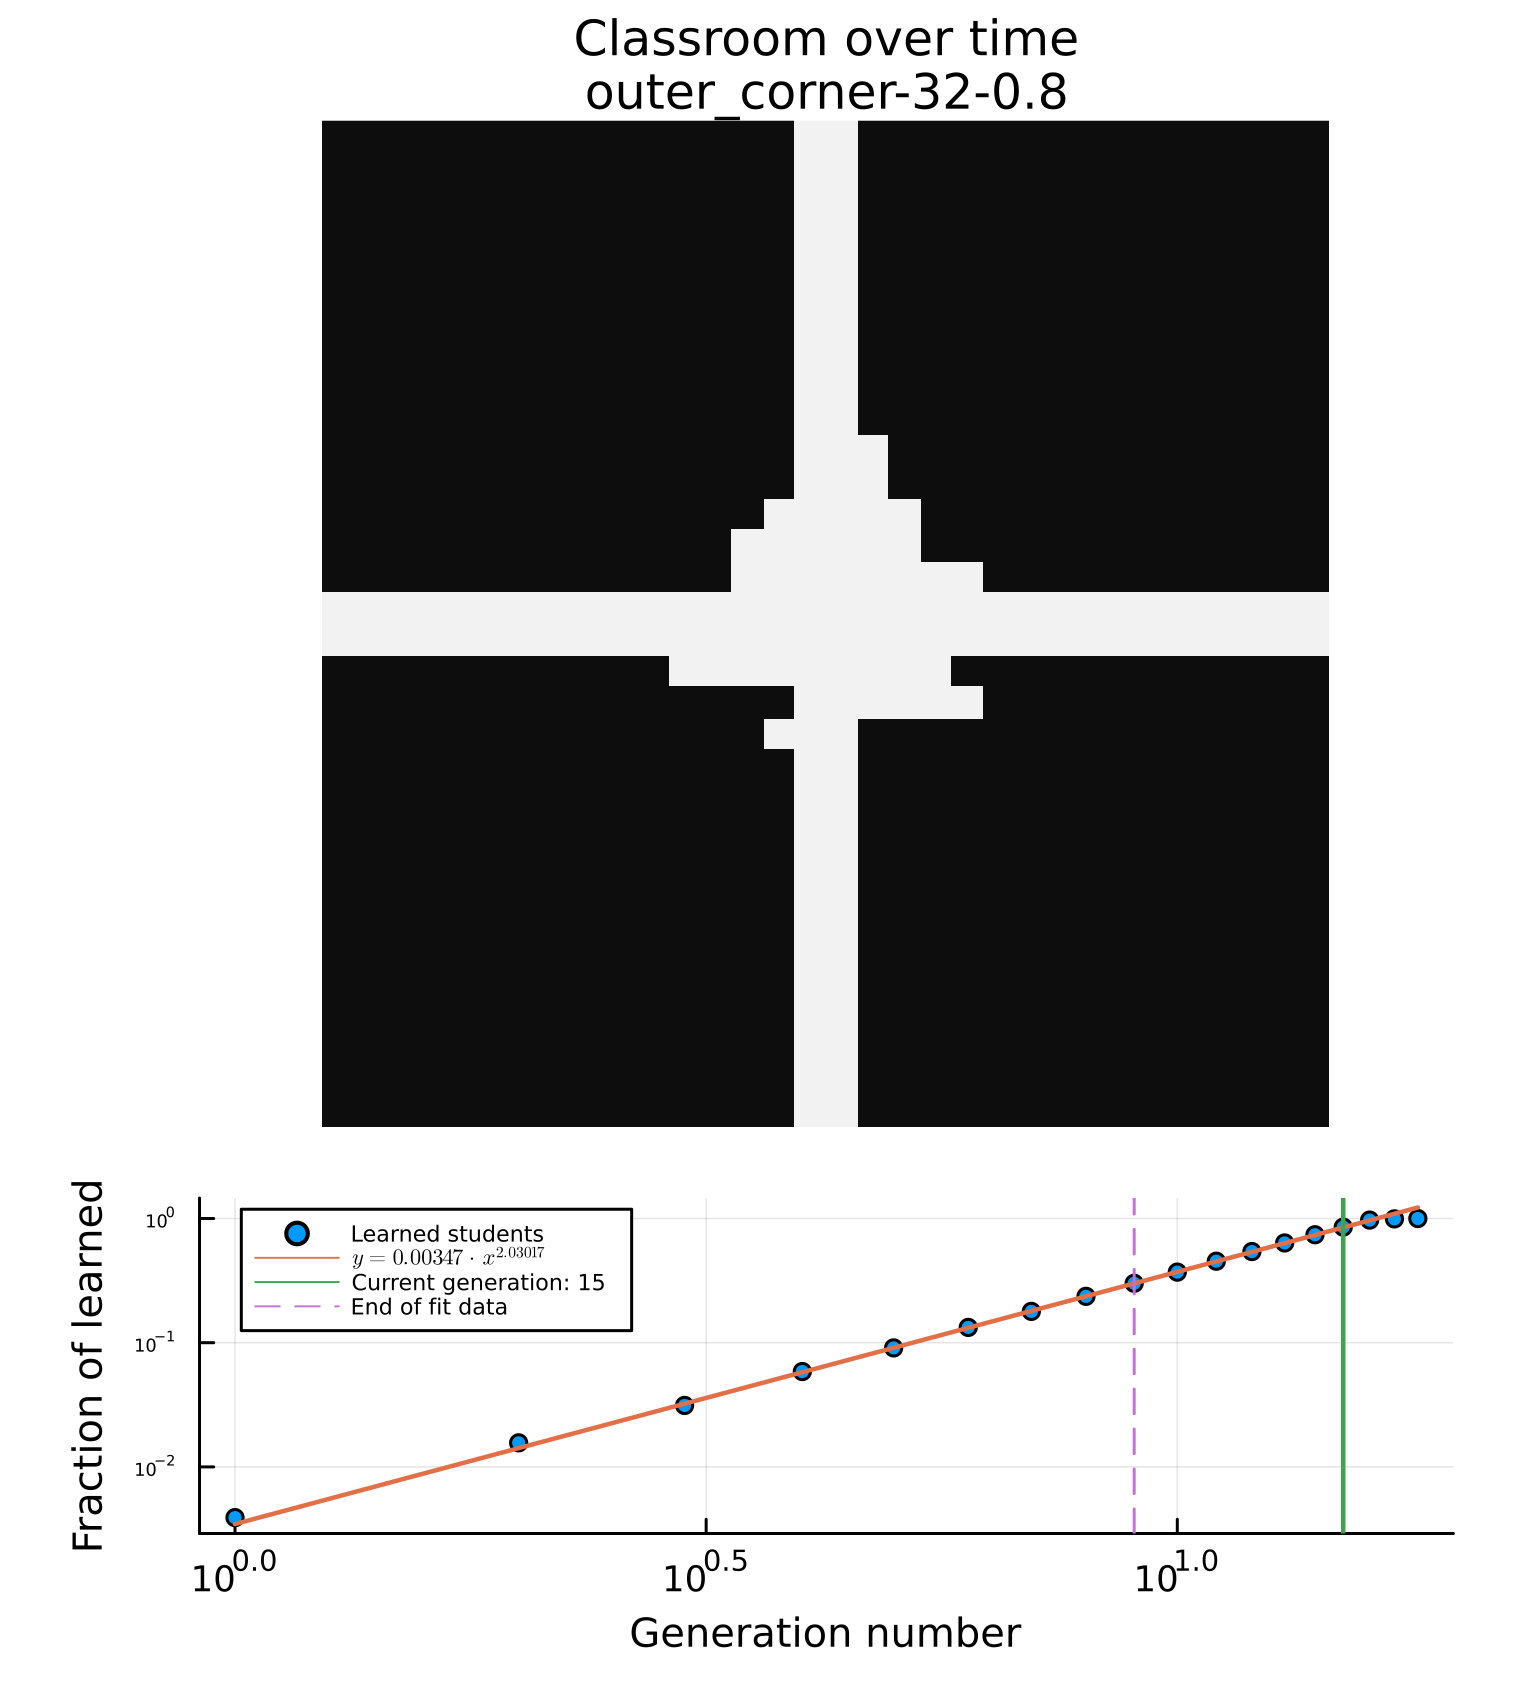 Classroom over time
outer_corner-32-0.8
Fraction of learned
10^0
10^-1
10^-2
Learned students
y = 0.00347 · x^2.03017
Current generation: 15
End of fit data
10^0.0
10^0.5
10^1.0
Generation number